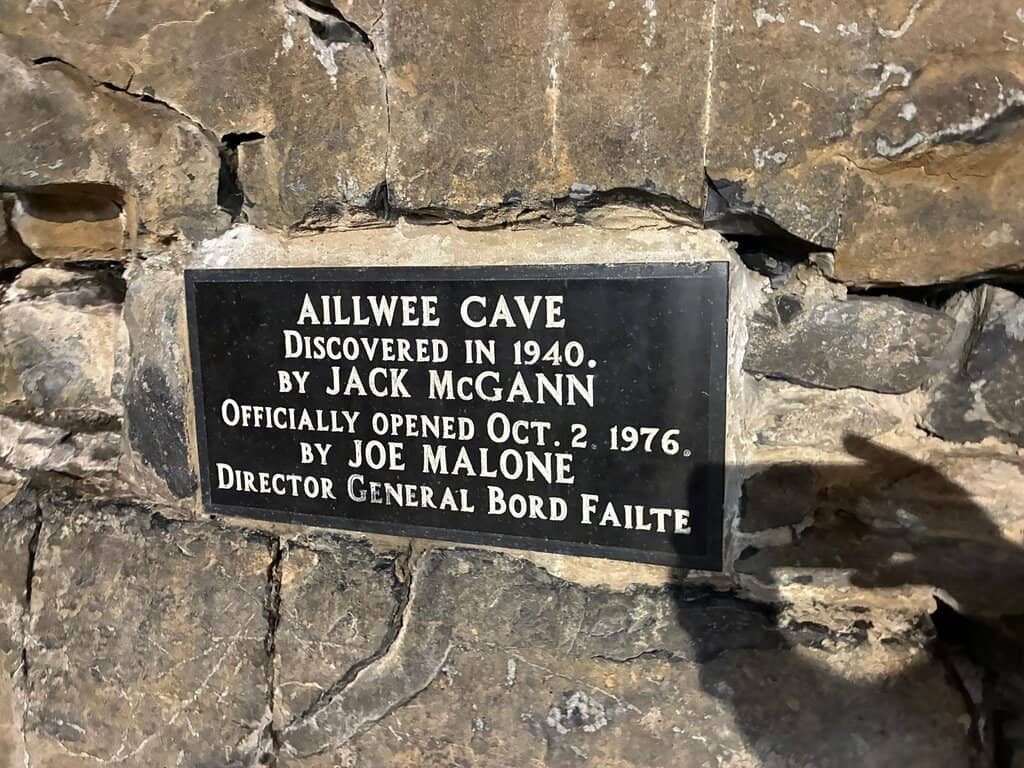 AILLWEE CAVE
DISCOVERED IN 1940.
BY JACK McGANN
OFFICIALLY OPENED OCT. 2. 1976.
BY JOE MALONE
DIRECTOR GENERAL BORD FAILTE